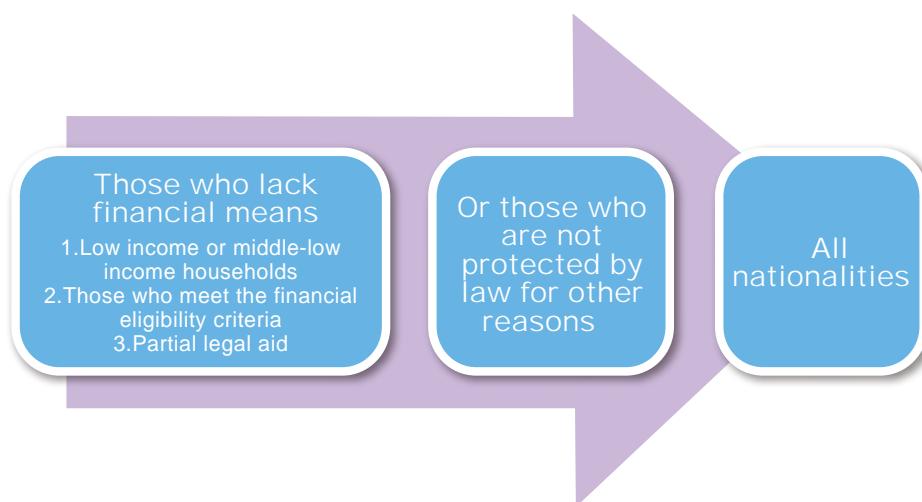 Those who lack
financial means
1.Low income or middle-low
income households
2.Those who meet the financial
eligibility criteria
3.Partial legal aid
Or those who
are not
protected by
law for other
reasons
All
nationalities